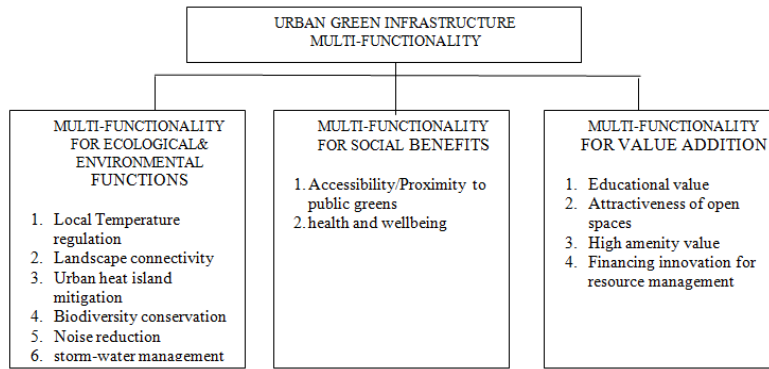 URBAN GREEN INFRASTRUCTURE
MULTI-FUNCTIONALITY
MULTI-FUNCTIONALITY
FOR ECOLOGICAL&
ENVIRONMENTAL
FUNCTIONS
1. Local Temperature
regulation
2. Landscape connectivity
3. Urban heat island
mitigation
4. Biodiversity conservation
5. Noise reduction
6. storm-water management
MULTI-FUNCTIONALITY
FOR SOCIAL BENEFITS
1. Accessibility/Proximity to
public greens
2. health and wellbeing
MULTI-FUNCTIONALITY
FOR VALUE ADDITION
1. Educational value
2. Attractiveness of open
spaces
3. High amenity value
4. Financing innovation for
resource management